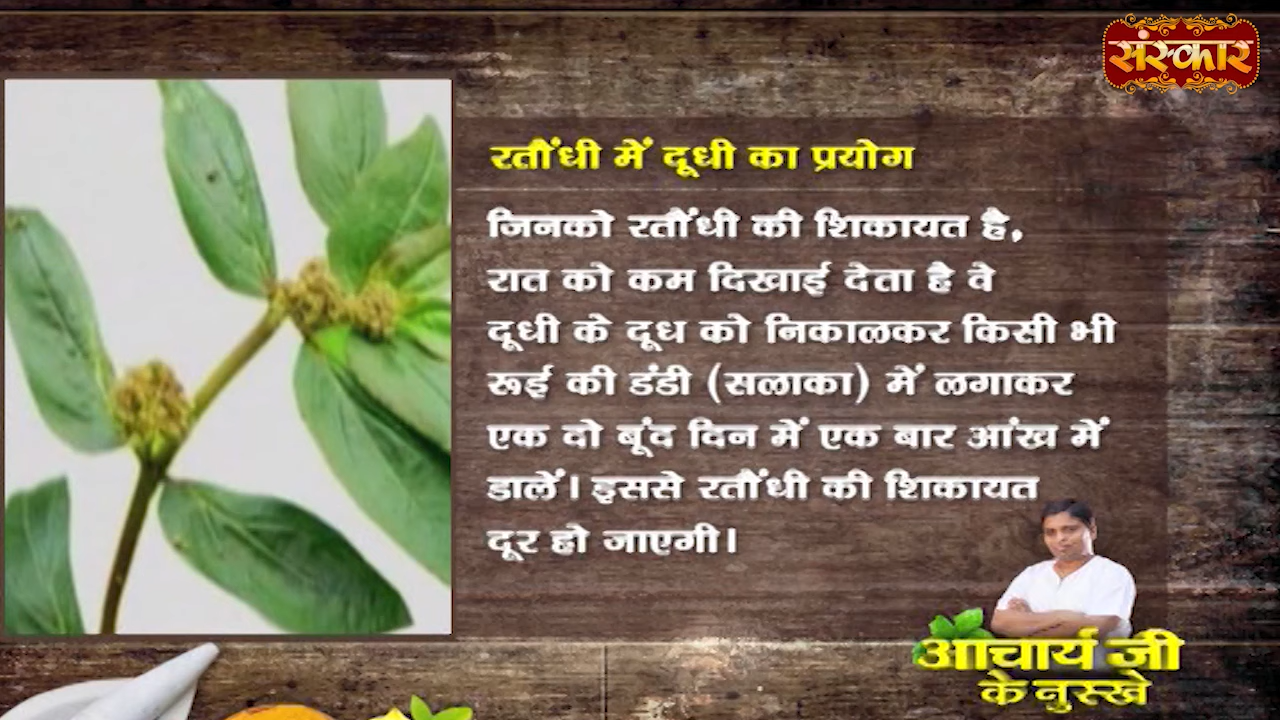 संस्कार
रतौंधी में दूधी का प्रयोग
जिनको रतौंधी की शिकायत है,
रात को कम दिखाई देता है वे
दूधी के दूध को निकालकर किसी भी
रूई की डंडी (सलाका) में लगाकर
एक दो बूंद दिन में एक बार आंख में
डालें। इससे रतौंधी की शिकायत
दूर हो जाएगी।
आचार्य जी
के नुस्खे